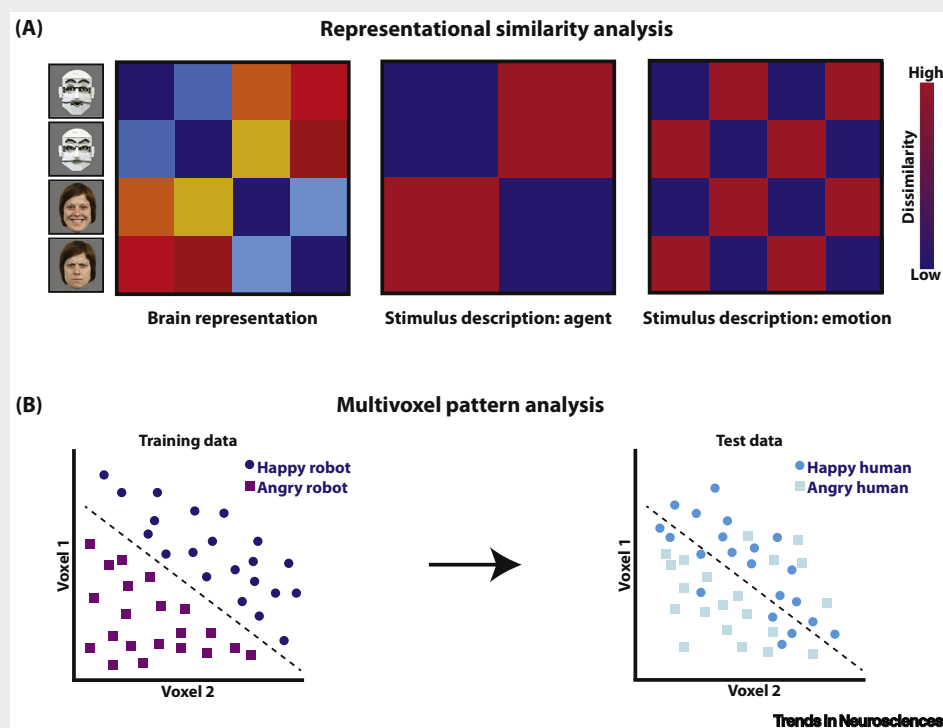 (A)
Representational similarity analysis
High
Dissimilarity
Low
Brain representation
Stimulus description: agent
Stimulus description: emotion
(B)
Multivoxel pattern analysis
Training data
Happy robot
Angry robot
Voxel 1
Voxel 2
Test data
Happy human
Angry human
Voxel 1
Voxel 2
Trends in Neurosciences